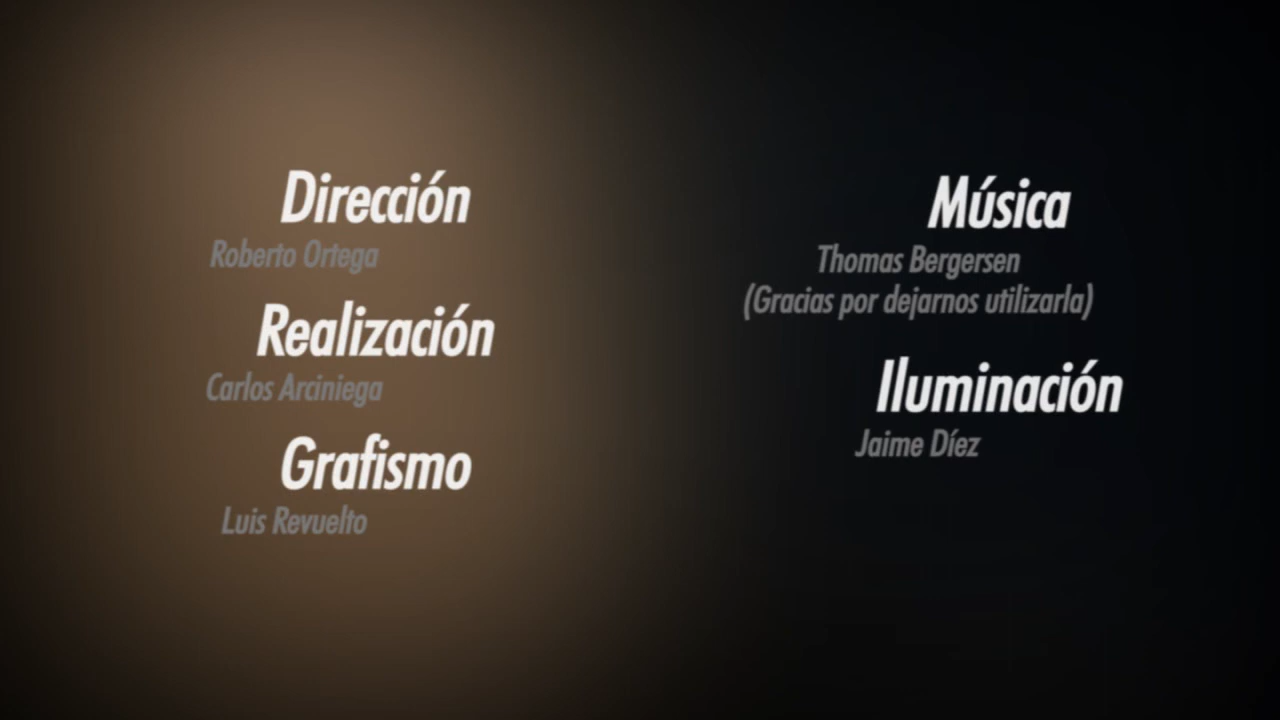 Dirección
Roberto Ortega
Realización
Carlos Arciniega
Grafismo
Luis Revuelto
Música
Thomas Bergersen
(Gracias por dejarnos utilizarla)
Iluminación
Jaime Díez